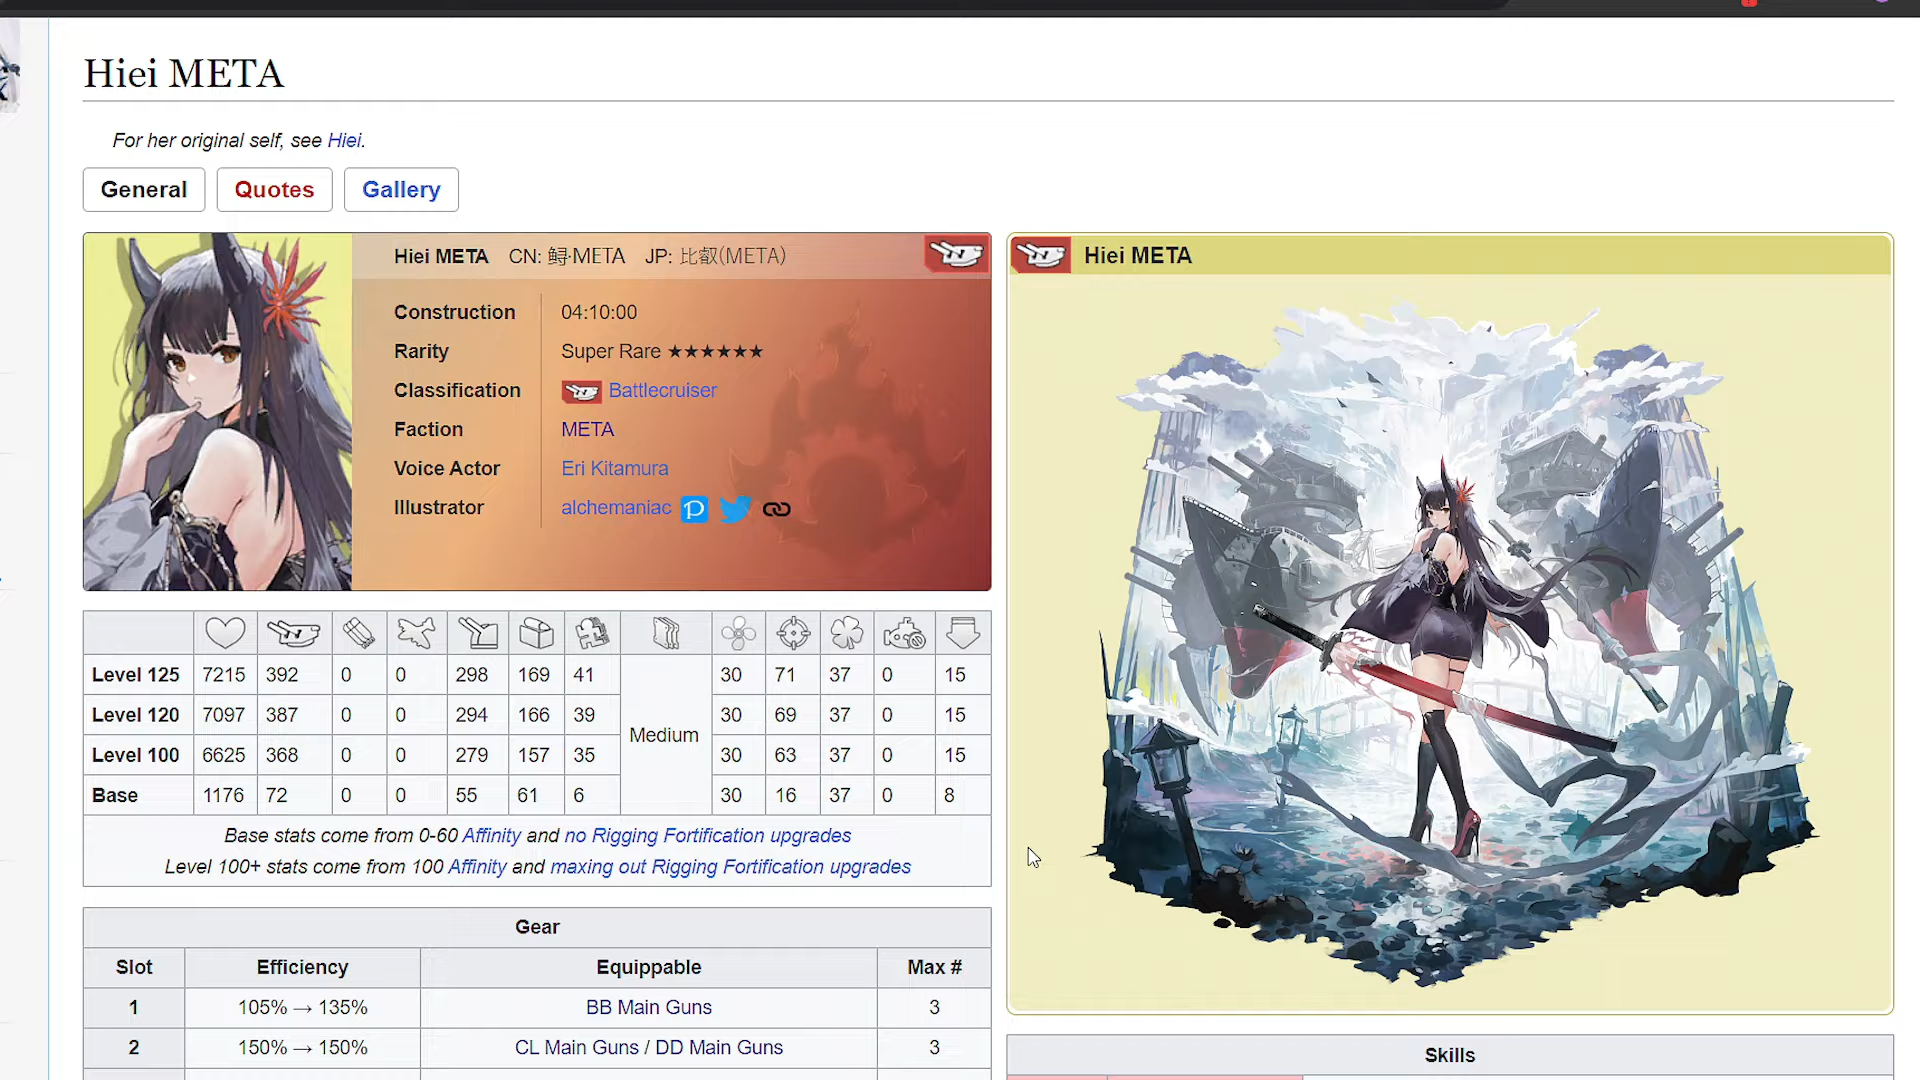 Hiei META
For her original self, see Hiei.
General Quotes Gallery
Hiei META CN: 鲟·META JP: 比叡(META)
Construction 04:10:00
Rarity Super Rare ★★★★★★
Classification Battlecruiser
Faction META
Voice Actor Eri Kitamura
Illustrator alchemaniac
Level 125 7215 392 0 0 298 169 41 Medium 30 71 37 0 15
Level 120 7097 387 0 0 294 166 39 30 69 37 0 15
Level 100 6625 368 0 0 279 157 35 30 63 37 0 15
Base 1176 72 0 0 55 61 6 30 16 37 0 8
Base stats come from 0-60 Affinity and no Rigging Fortification upgrades
Level 100+ stats come from 100 Affinity and maxing out Rigging Fortification upgrades
Gear
Slot Efficiency Equippable Max #
1 105% → 135% BB Main Guns 3
2 150% → 150% CL Main Guns / DD Main Guns 3
Hiei META
Skills